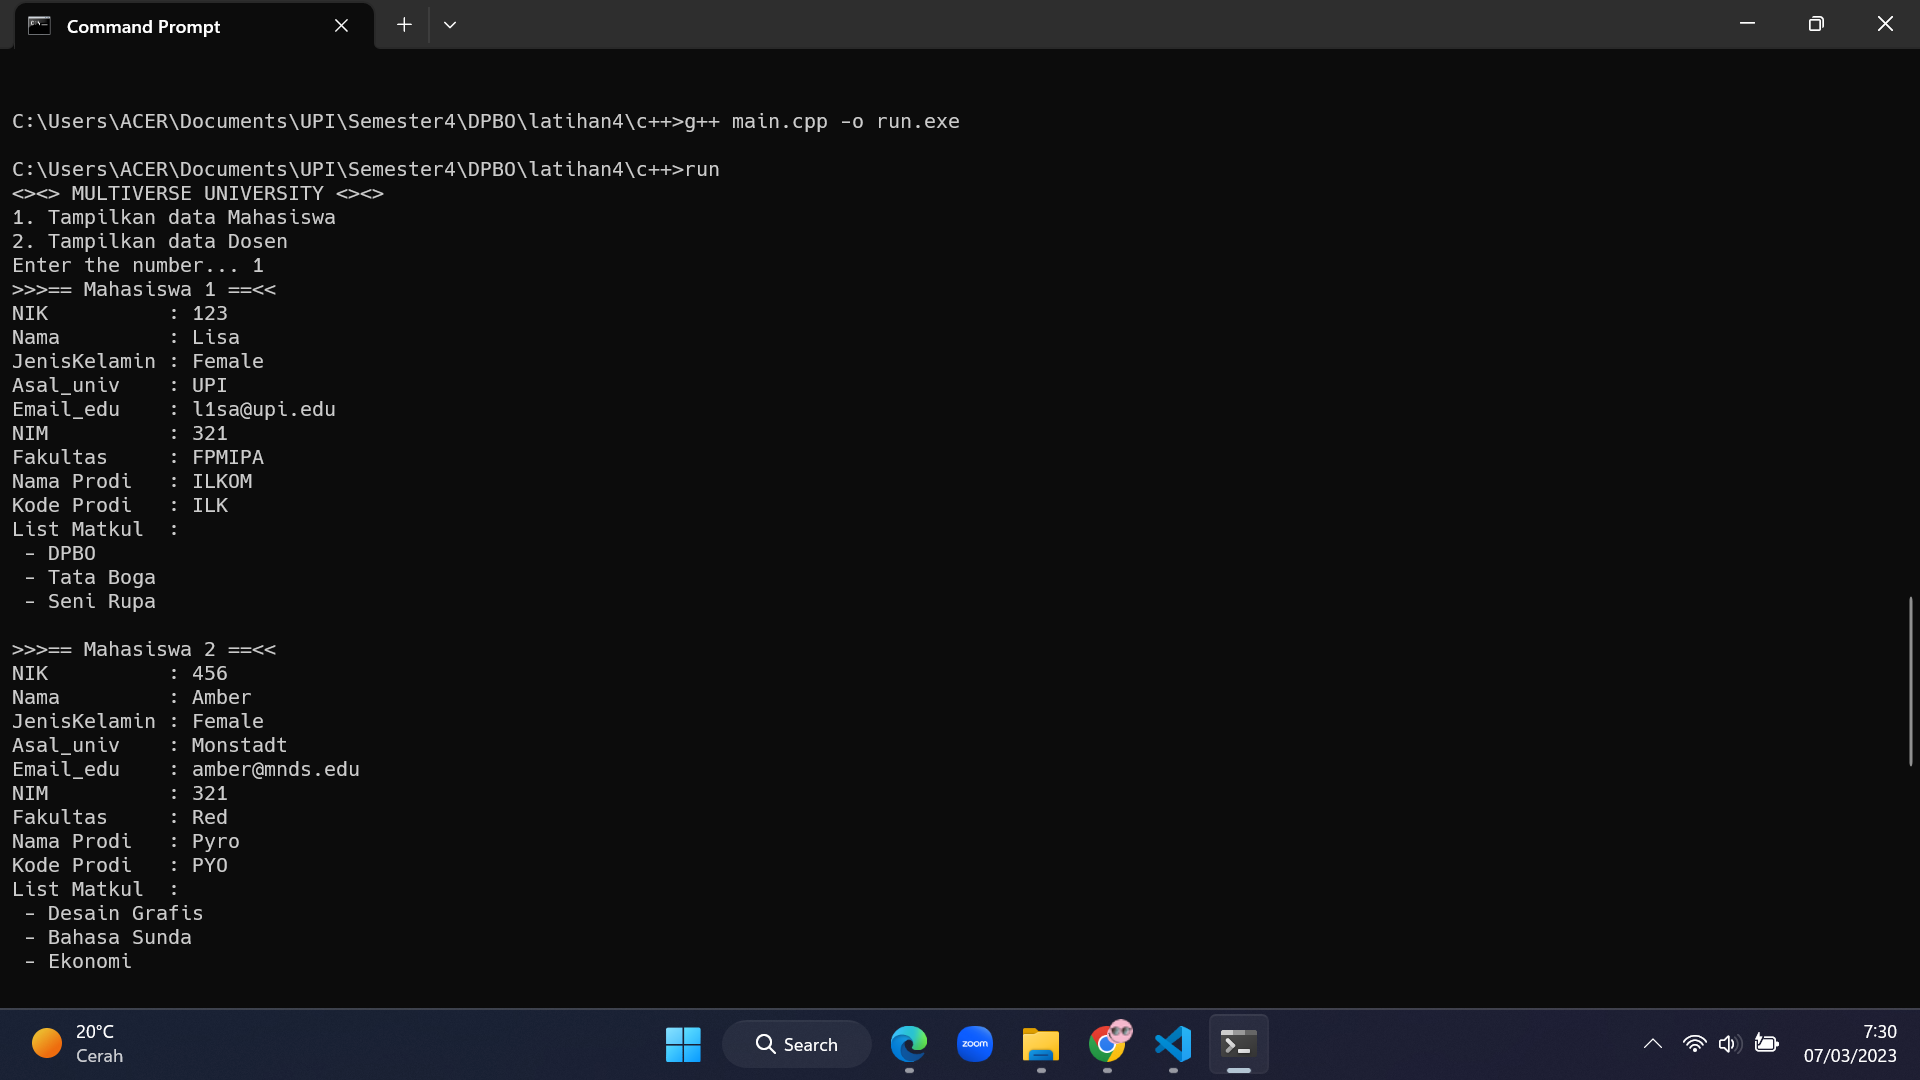 Command Prompt
C:\Users\ACER\Documents\UPI\Semester4\DPBO\latihan4\c++>g++ main.cpp -o run.exe
C:\Users\ACER\Documents\UPI\Semester4\DPBO\latihan4\c++>run
<><> MULTIVERSE UNIVERSITY <><>
1. Tampilkan data Mahasiswa
2. Tampilkan data Dosen
Enter the number... 1
>>>== Mahasiswa 1 ==<<
NIK          : 123
Nama         : Lisa
JenisKelamin : Female
Asal_univ    : UPI
Email_edu    : l1sa@upi.edu
NIM          : 321
Fakultas     : FPMIPA
Nama Prodi   : ILKOM
Kode Prodi   : ILK
List Matkul  :
 - DPBO
 - Tata Boga
 - Seni Rupa
>>>== Mahasiswa 2 ==<<
NIK          : 456
Nama         : Amber
JenisKelamin : Female
Asal_univ    : Monstadt
Email_edu    : amber@mnds.edu
NIM          : 321
Fakultas     : Red
Nama Prodi   : Pyro
Kode Prodi   : PYO
List Matkul  :
 - Desain Grafis
 - Bahasa Sunda
 - Ekonomi
20°C
Cerah
Search
zoom
7:30
07/03/2023